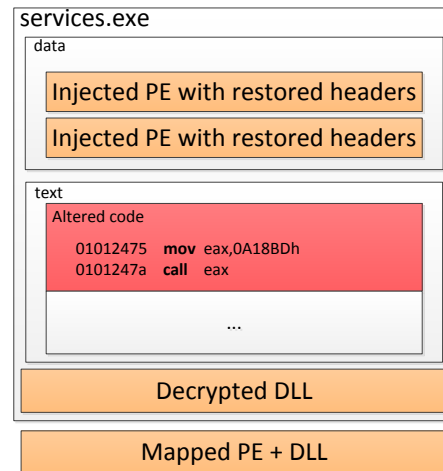 services.exe
data
Injected PE with restored headers
Injected PE with restored headers
text
Altered code
01012475 mov eax,0A18BDh
0101247a call eax
...
Decrypted DLL
Mapped PE + DLL